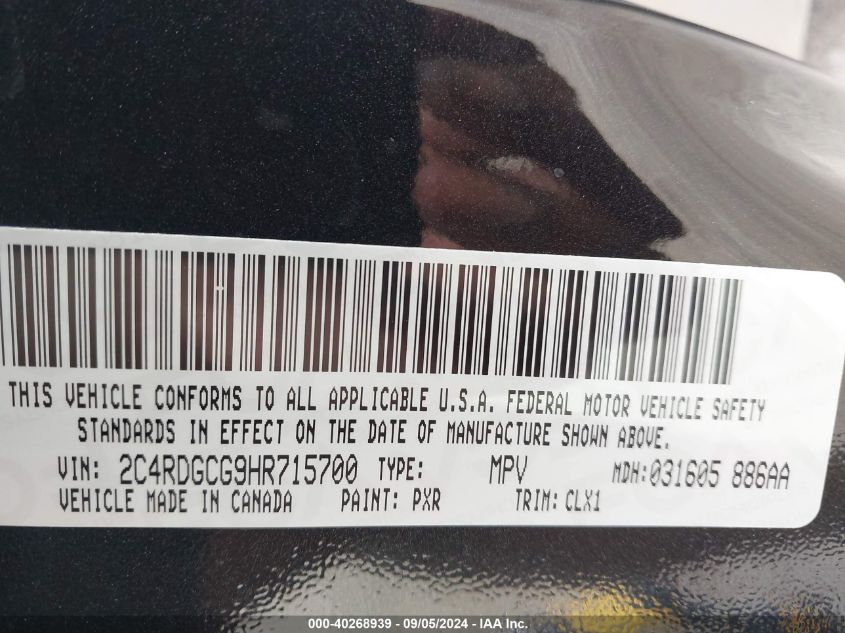 THIS VEHICLE CONFORMS TO ALL APPLICABLE U.S.A. FEDERAL MOTOR VEHICLE SAFETY
STANDARDS IN EFFECT ON THE DATE OF MANUFACTURE SHOWN ABOVE.
VIN: 2C4RDGCG9HR715700 TYPE: MPV MDH:031605 886AA
VEHICLE MADE IN CANADA PAINT: PXR TRIM: CLX1
000-40268939 - 09/05/2024 - IAA Inc.